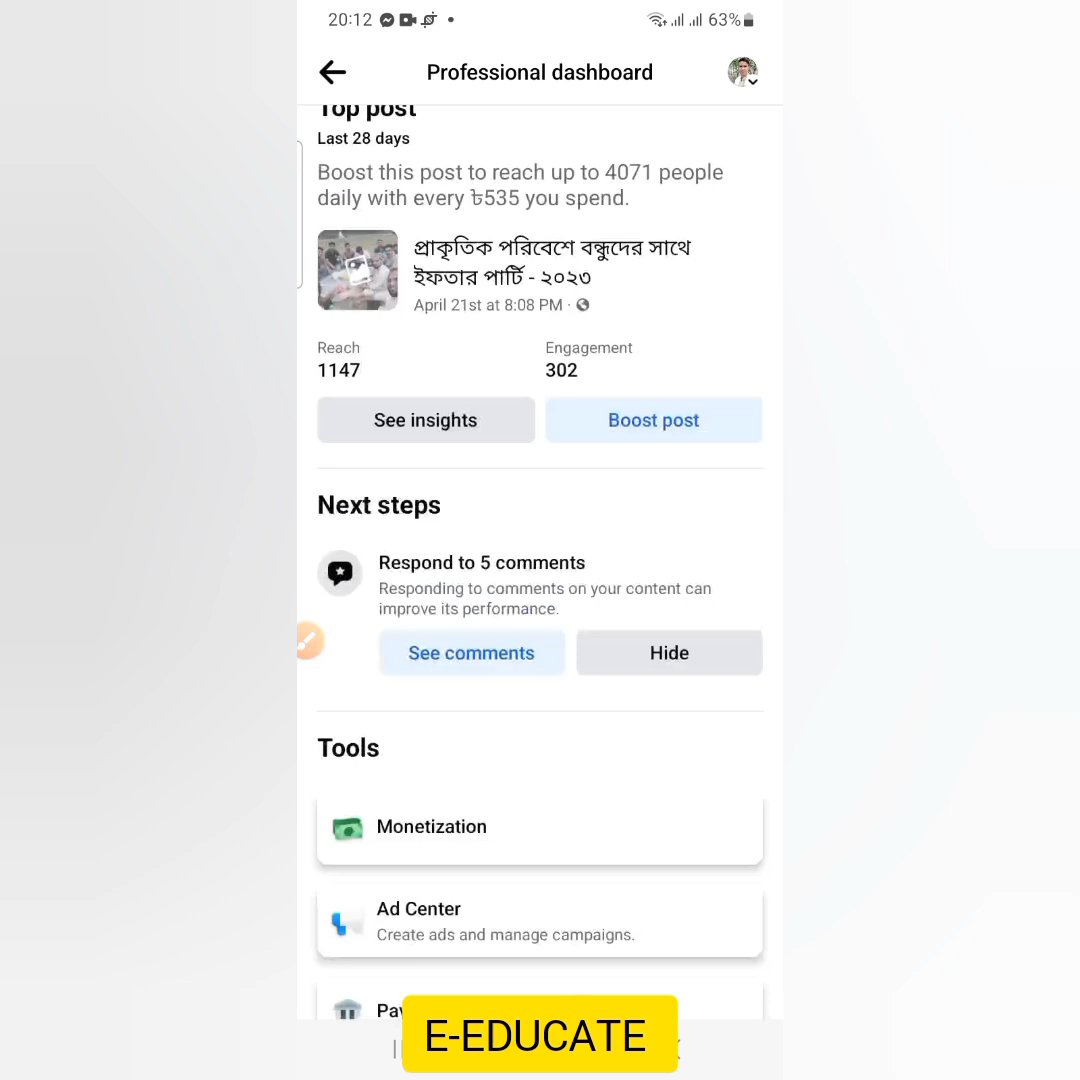 20:12
63%
Professional dashboard
Top post
Last 28 days
Boost this post to reach up to 4071 people
daily with every ৳535 you spend.
প্রাকৃতিক পরিবেশে বন্ধুদের সাথে
ইফতার পার্টি - ২০২৩
April 21st at 8:08 PM ·
Reach
Engagement
1147
302
See insights
Boost post
Next steps
Respond to 5 comments
Responding to comments on your content can
improve its performance.
See comments
Hide
Tools
Monetization
Ad Center
Create ads and manage campaigns.
E-EDUCATE